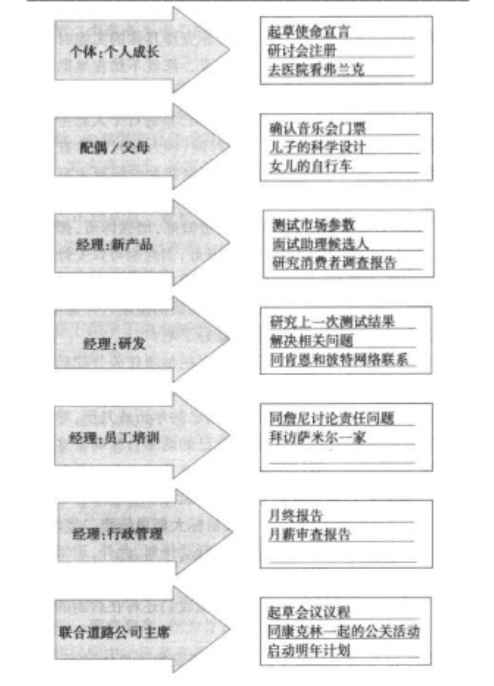 个体：个人成长
起草使命宣言
研讨会注册
去医院看弗兰克
配偶/父母
确认音乐会门票
儿子的科学设计
女儿的自行车
经理：新产品
测试市场参数
面试助理候选人
研究消费者调查报告
经理：研发
研究上一次测试结果
解决相关问题
同肯恩和彼特网络联系
经理：员工培训
同詹尼讨论责任问题
拜访萨米尔一家
经理：行政管理
月终报告
月薪审查报告
联合道路公司主席
起草会议议程
同康克林一起的公关活动
启动明年计划